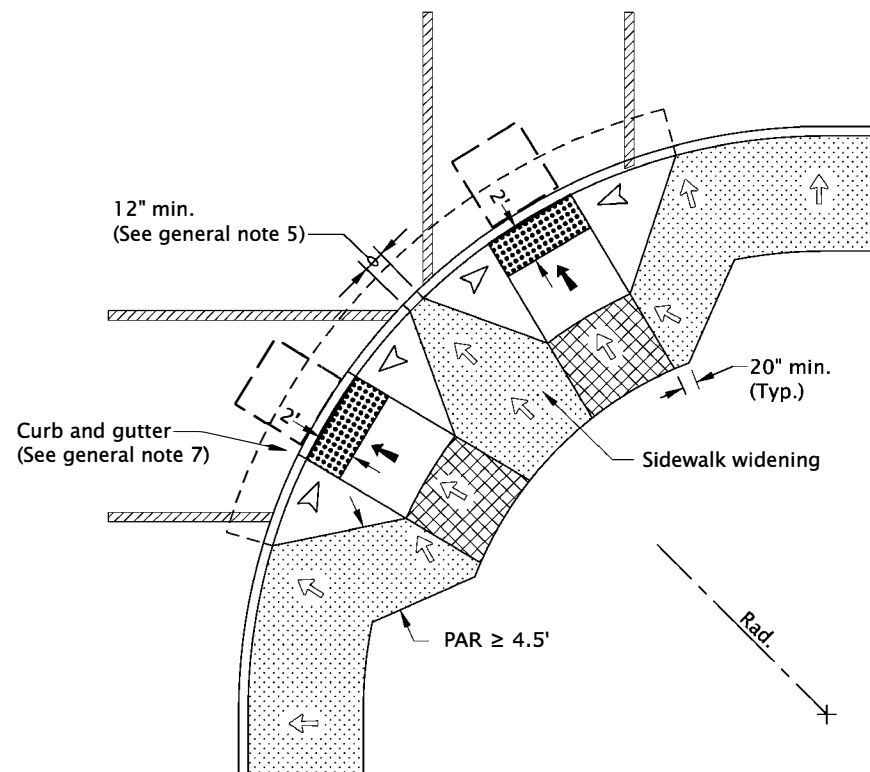 12" min.
(See general note 5)
2'
20" min.
(Typ.)
2'
Curb and gutter
(See general note 7)
Sidewalk widening
Rad.
PAR ≥ 4.5'